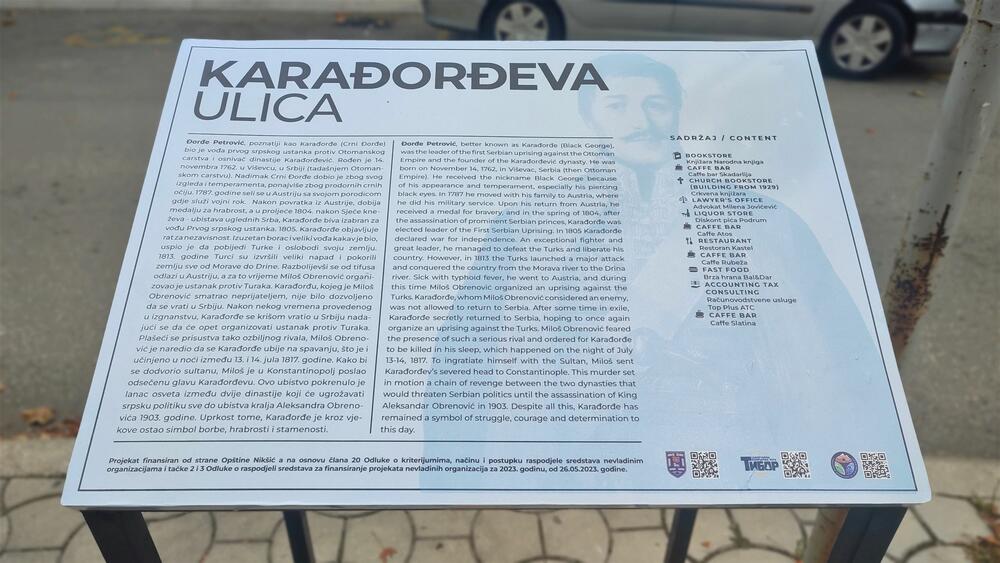 KARAĐORĐEVA
ULICA
Đorđe Petrović, poznatiji kao Karađorđe (Crni Đorđe)
bio je vođa prvog srpskog ustanka protiv Otomanskog
carstva i osnivač dinastije Karađorđević. Rođen je 14.
novembra 1762. u Viševcu, u Srbiji (tadašnjem Otoman-
skom carstvu). Nadimak Crni Đorđe dobio je zbog svog
izgleda i temperamenta, ponajviše zbog prodornih crnih
očiju. 1787. godine seli se u Austriju sa svojom porodicom
gdje služi vojni rok. Nakon povratka iz Austrije, dobija
medalju za hrabrost, a u proljeće 1804. nakon Sječe kne-
zova - ubistava uglednih Srba, Karađorđe biva izabran za
vođu Prvog srpskog ustanka. 1805. Karađorđe objavljuje
rat za nezavisnost. Izuzetan borac i veliki vođa kakav je bio,
uspio je da pobijedi Turke i oslobodi svoju zemlju.
1813. godine Turci su izvršili veliki napad i pokorili
zemlju sve od Morave do Drine. Razboljevši se od tifusa
odlazi u Austriju, a za to vrijeme Miloš Obrenović organi-
zovao je ustanak protiv Turaka. Karađorđu, kojeg je Miloš
Obrenović smatrao neprijateljem, nije bilo dozvoljeno
da se vrati u Srbiju. Nakon nekog vremena provedenog
u izgnanstvu, Karađorđe se krišom vratio u Srbiju nada-
jući se da će opet organizovati ustanak protiv Turaka.
Plašeći se prisustva tako ozbiljnog rivala, Miloš Obreno-
vić je naredio da se Karađorđe ubije na spavanju, što je i
učinjeno u noći između 13. i 14. jula 1817. godine. Kako bi
se dodvorio sultanu, Miloš je u Konstantinopolj poslao
odsečenu glavu Karađorđevu. Ovo ubistvo pokrenulo je
lanac osveta između dvije dinastije koji će ugrožavati
srpsku politiku sve do ubistva kralja Aleksandra Obreno-
vića 1903. godine. Uprkost tome, Karađorđe je kroz vje-
kove ostao simbol borbe, hrabrosti i stamenosti.
Đorđe Petrović, better known as Karađorđe (Black George),
was the leader of the first Serbian uprising against the Ottoman
Empire and the founder of the Karađorđević dynasty. He was
born on November 14, 1762, in Viševac, Serbia (then Ottoman
Empire). He received the nickname Black George because
of his appearance and temperament, especially his piercing
black eyes. In 1787 he moved with his family to Austria, where
he did his military service. Upon his return from Austria, he
received a medal for bravery, and in the spring of 1804, after
the assassination of prominent Serbian princes, Karađorđe was
elected leader of the First Serbian Uprising. In 1805 Karađorđe
declared war for independence. An exceptional fighter and
great leader, he managed to defeat the Turks and liberate his
country. However, in 1813 the Turks launched a major attack
and conquered the country from the Morava river to the Drina
river. Sick with typhoid fever, he went to Austria, and during
this time Miloš Obrenović organized an uprising against the
Turks. Karađorđe, whom Miloš Obrenović considered an enemy,
was not allowed to return to Serbia. After some time in exile,
Karađorđe secretly returned to Serbia, hoping to once again
organize an uprising against the Turks. Miloš Obrenović feared
the presence of such a serious rival and ordered for Karađorđe
to be killed in his sleep, which happened on the night of July
13-14, 1817. To ingratiate himself with the Sultan, Miloš sent
Karađorđev's severed head to Constantinople. This murder set
in motion a chain of revenge between the two dynasties that
would threaten Serbian politics until the assassination of King
Aleksandar Obrenović in 1903. Despite all this, Karađorđe has
remained a symbol of struggle, courage and determination to
this day.
SADRŽAJ / CONTENT
BOOKSTORE
Knjižara Narodna knjiga
CAFFE BAR
Caffe bar Skadarlija
CHURCH BOOKSTORE
(BUILDING FROM 1929)
Crkvena knjižara
LAWYER'S OFFICE
Advokat Milena Jovićević
LIQUOR STORE
Diskont pica Podrum
CAFFE BAR
Caffe Atos
RESTAURANT
Restoran Kastel
CAFFE BAR
Caffe Rubeža
FAST FOOD
Brza hrana Bal&Dar
ACCOUNTING TAX
CONSULTING
Računovodstvene usluge
Top Plus ATC
CAFFE BAR
Caffe Slatina
Projekat finansiran od strane Opštine Nikšić a na osnovu člana 20 Odluke o kriterijumima, načinu i postupku raspodjele sredstava nevladinim
organizacijama i tačke 2 i 3 Odluke o raspodjeli sredstava za finansiranje projekata nevladinih organizacija za 2023. godinu, od 26.05.2023. godine.
ТИБОР